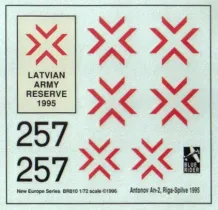 LATVIAN
ARMY
RESERVE
1995
257
257
BLUE
RIDER
New Europe Series BR810 1/72 scale ©1996
Antonov An-2, Riga-Spilve 1995